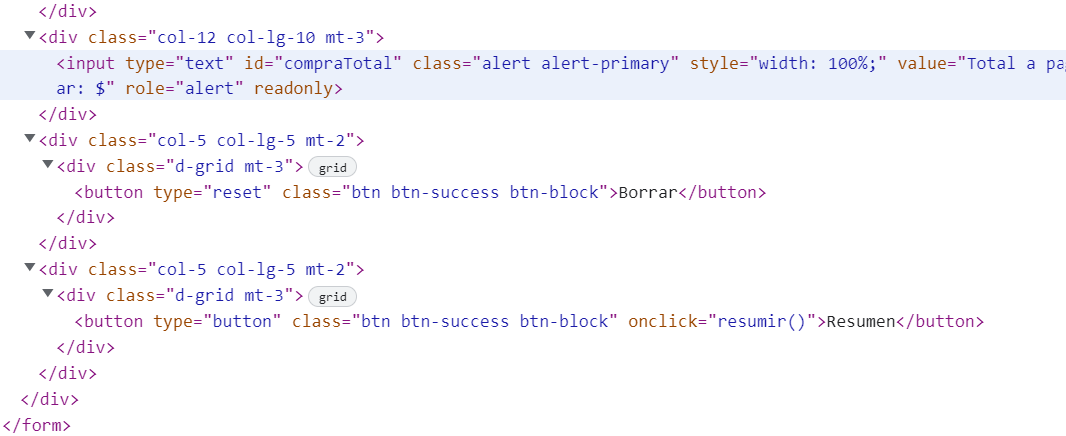 </div>
<div class="col-12 col-lg-10 mt-3">
<input type="text" id="compraTotal" class="alert alert-primary" style="width: 100%;" value="Total a pag
ar: $" role="alert" readonly>
</div>
<div class="col-5 col-lg-5 mt-2">
<div class="d-grid mt-3"> grid
<button type="reset" class="btn btn-success btn-block">Borrar</button>
</div>
</div>
<div class="col-5 col-lg-5 mt-2">
<div class="d-grid mt-3"> grid
<button type="button" class="btn btn-success btn-block" onclick="resumir()">Resumen</button>
</div>
</div>
</div>
</form>